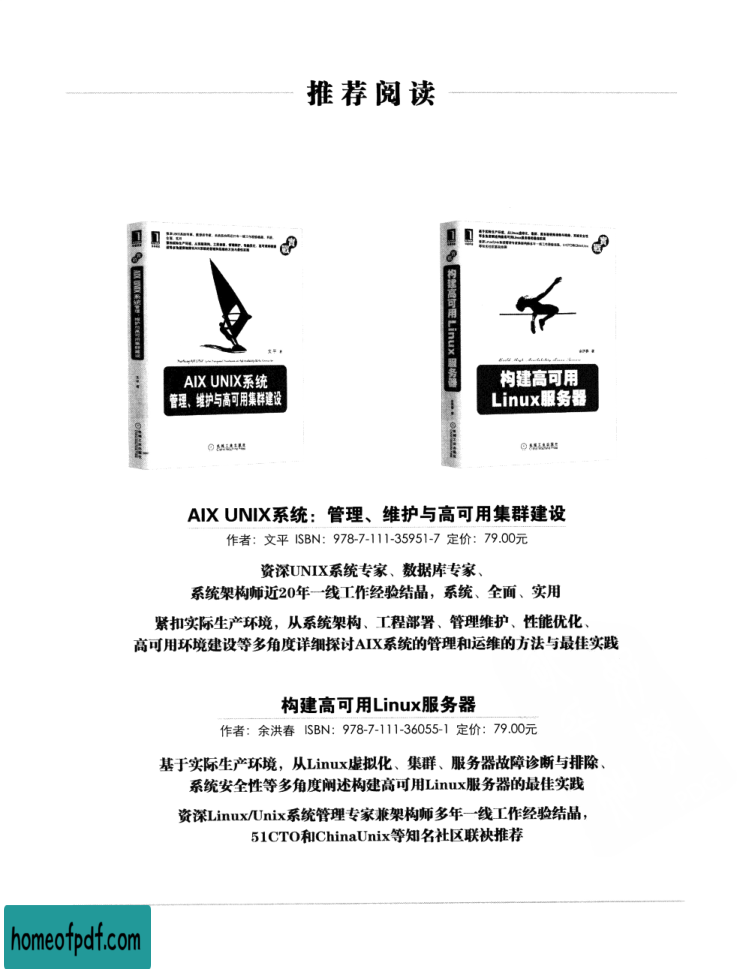 推荐阅读
AIX UNIX系统
管理、维护与高可用集群建设
构建高可用
Linux服务器
构建高可用Linux服务器
AIX UNIX系统：管理、维护与高可用集群建设
作者：文平 ISBN：978-7-111-35951-7 定价：79.00元
资深UNIX系统专家、数据库专家、
系统架构师近20年一线工作经验结晶，系统、全面、实用
紧扣实际生产环境，从系统架构、工程部署、管理维护、性能优化、
高可用环境建设等多角度详细探讨AIX系统的管理和运维的方法与最佳实践
构建高可用Linux服务器
作者：余洪春 ISBN：978-7-111-36055-1 定价：79.00元
基于实际生产环境，从Linux虚拟化、集群、服务器故障诊断与排除、
系统安全性等多角度阐述构建高可用Linux服务器的最佳实践
资深Linux/Unix系统管理专家兼架构师多年一线工作经验结晶，
51CTO和ChinaUnix等知名社区联袂推荐
homeofpdf.com